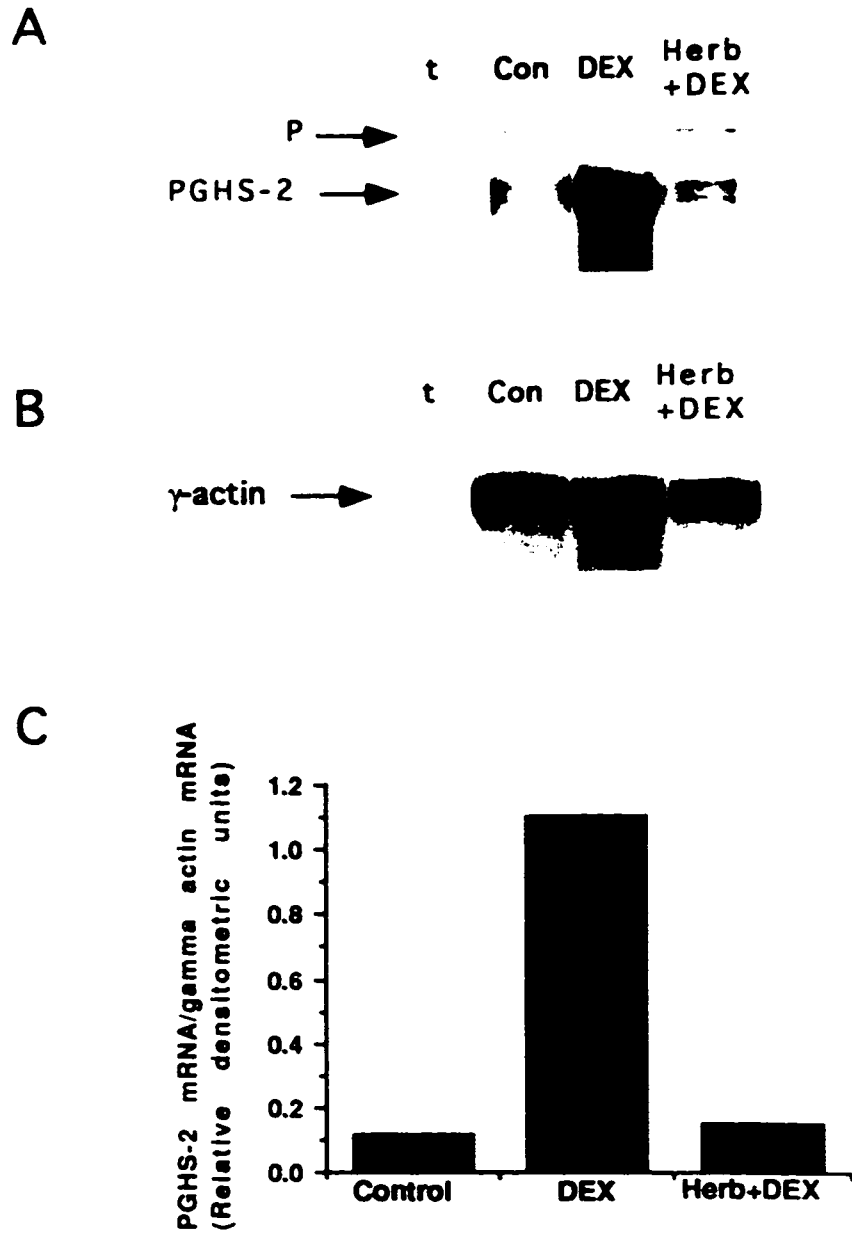 A
t Con DEX Herb
+DEX
P
PGHS-2
B
t Con DEX Herb
+DEX
γ-actin
C
PGHS-2 mRNA/gamma actin mRNA
(Relative densitometric units)
1.2
1.0
0.8
0.6
0.4
0.2
0.0
Control DEX Herb+DEX